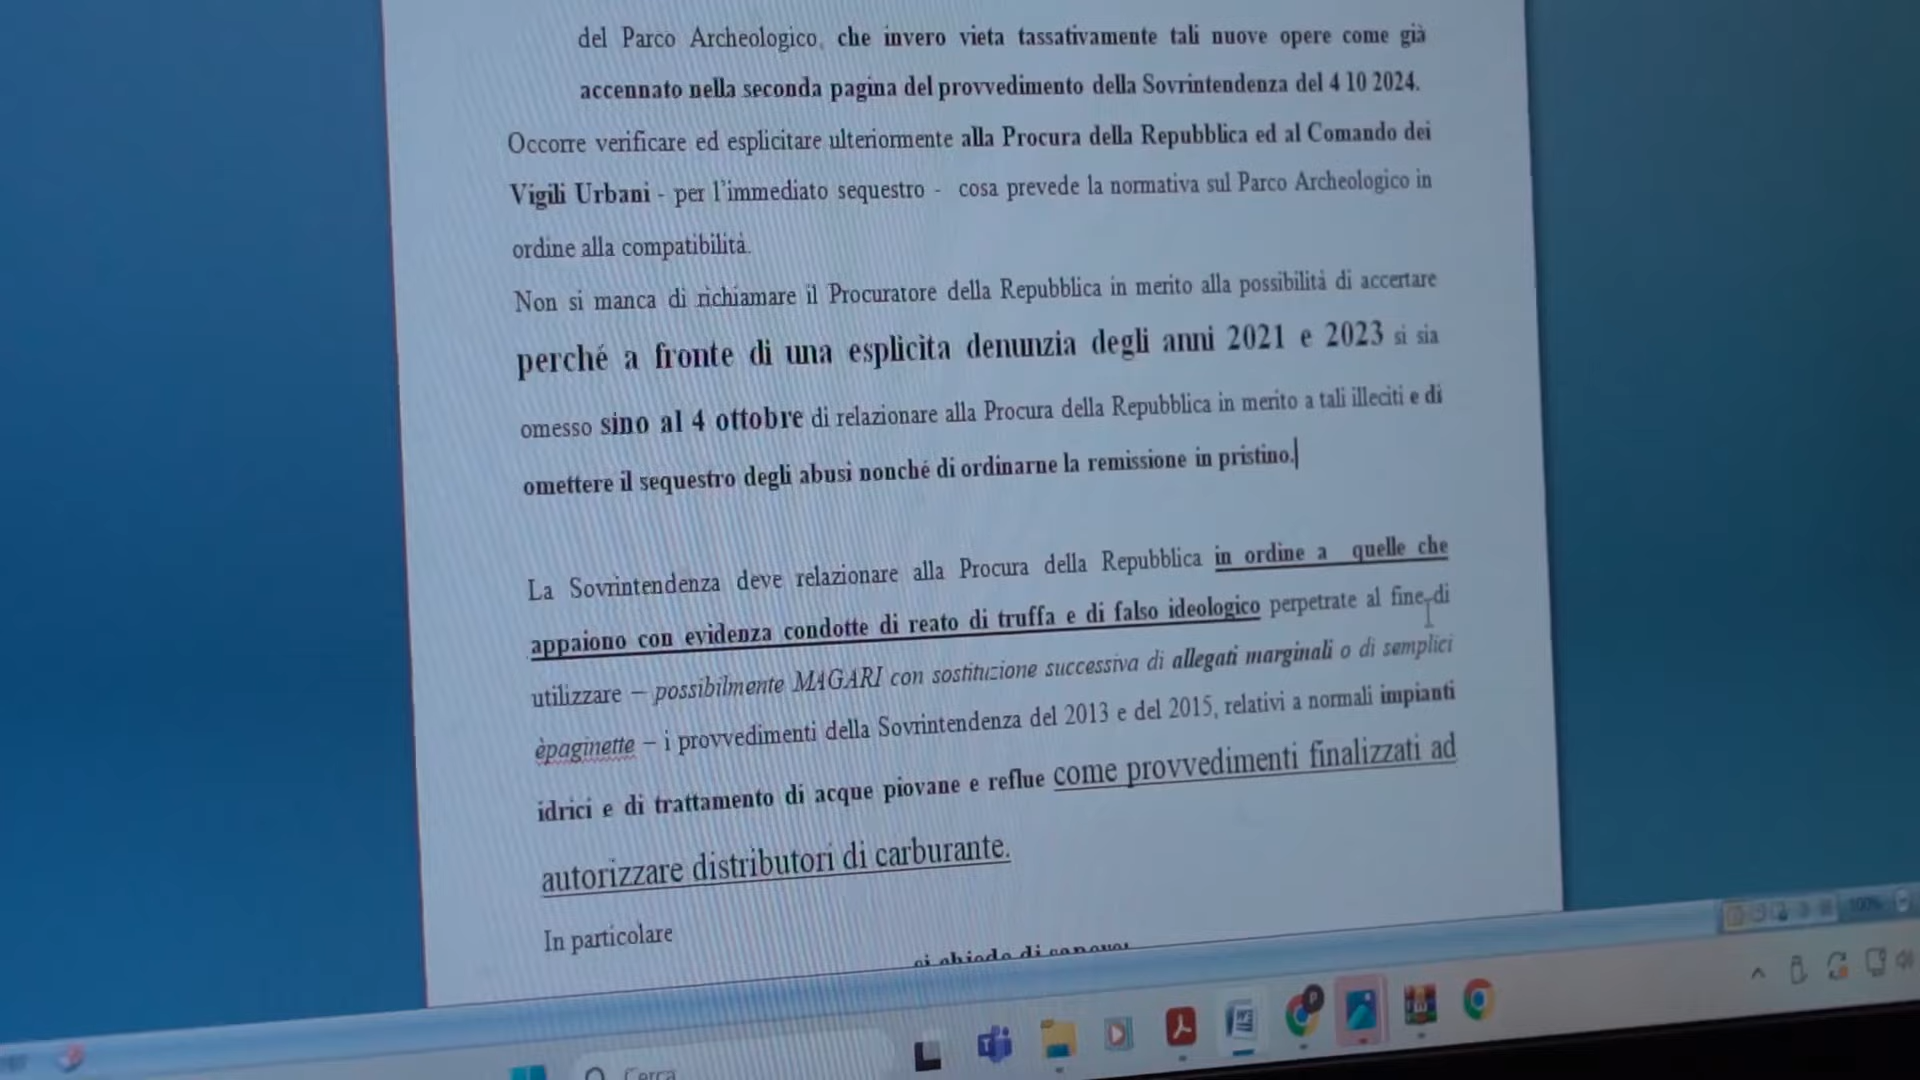 del Parco Archeologico, che invero vieta tassativamente tali nuove opere come già
accennato nella seconda pagina del provvedimento della Sovrintendenza del 4 10 2024.
Occorre verificare ed esplicitare ulteriormente alla Procura della Repubblica ed al Comando dei
Vigili Urbani - per l'immediato sequestro - cosa prevede la normativa sul Parco Archeologico in
ordine alla compatibilità.
Non si manca di richiamare il Procuratore della Repubblica in merito alla possibilità di accertare
perché a fronte di una esplicita denunzia degli anni 2021 e 2023 si sia
omesso sino al 4 ottobre di relazionare alla Procura della Repubblica in merito a tali illeciti e di
omettere il sequestro degli abusi nonché di ordinarne la remissione in pristino.
La Sovrintendenza deve relazionare alla Procura della Repubblica in ordine a quelle che
appaiono con evidenza condotte di reato di truffa e di falso ideologico perpetrate al fine di
utilizzare – possibilmente MAGARI con sostituzione successiva di allegati marginali o di semplici
èpaginette – i provvedimenti della Sovrintendenza del 2013 e del 2015, relativi a normali impianti
idrici e di trattamento di acque piovane e reflue come provvedimenti finalizzati ad
autorizzare distributori di carburante.
In particolare
si chiede di
100%
Cerca